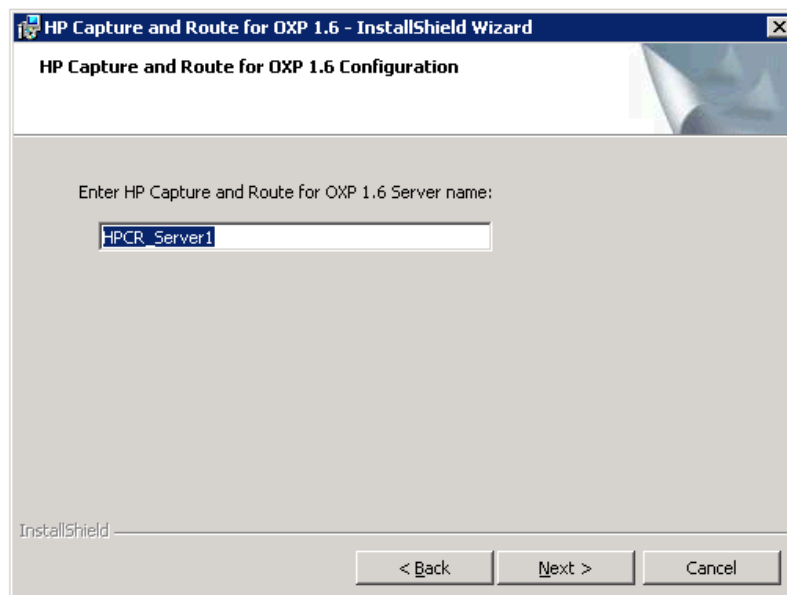 HP Capture and Route for OXP 1.6 - InstallShield Wizard
HP Capture and Route for OXP 1.6 Configuration
Enter HP Capture and Route for OXP 1.6 Server name:
HPCR_Server1
InstallShield
< Back Next > Cancel